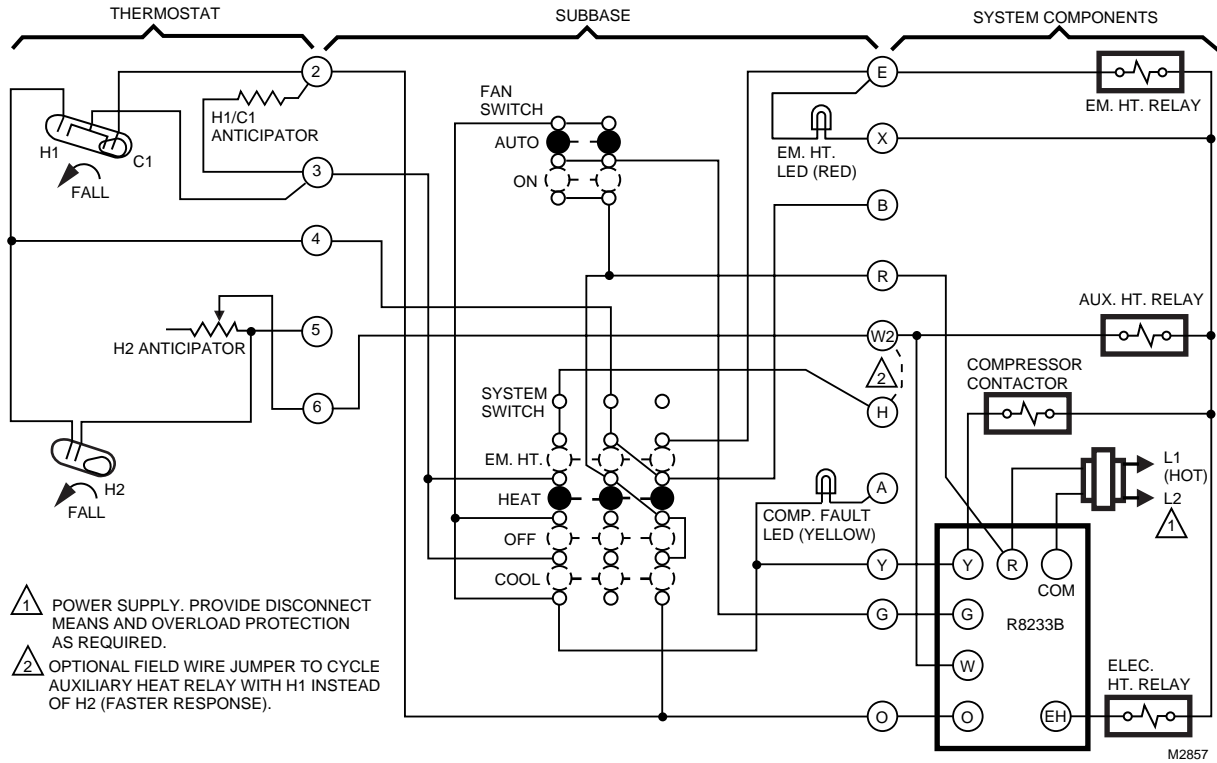 THERMOSTAT
SUBBASE
SYSTEM COMPONENTS
2
E
EM. HT. RELAY
H1/C1
ANTICIPATOR
FAN
SWITCH
AUTO
ON
EM. HT.
LED (RED)
X
H1
C1
FALL
3
B
4
R
AUX. HT. RELAY
H2 ANTICIPATOR
5
W2
2
COMPRESSOR
CONTACTOR
6
SYSTEM
SWITCH
H
EM. HT.
HEAT
OFF
COOL
H2
FALL
A
COMP. FAULT
LED (YELLOW)
L1
(HOT)
L2
1
Y
Y
R
COM
G
G
R8233B
W
ELEC.
HT. RELAY
O
O
EH
1 POWER SUPPLY. PROVIDE DISCONNECT
MEANS AND OVERLOAD PROTECTION
AS REQUIRED.
2 OPTIONAL FIELD WIRE JUMPER TO CYCLE
AUXILIARY HEAT RELAY WITH H1 INSTEAD
OF H2 (FASTER RESPONSE).
M2857